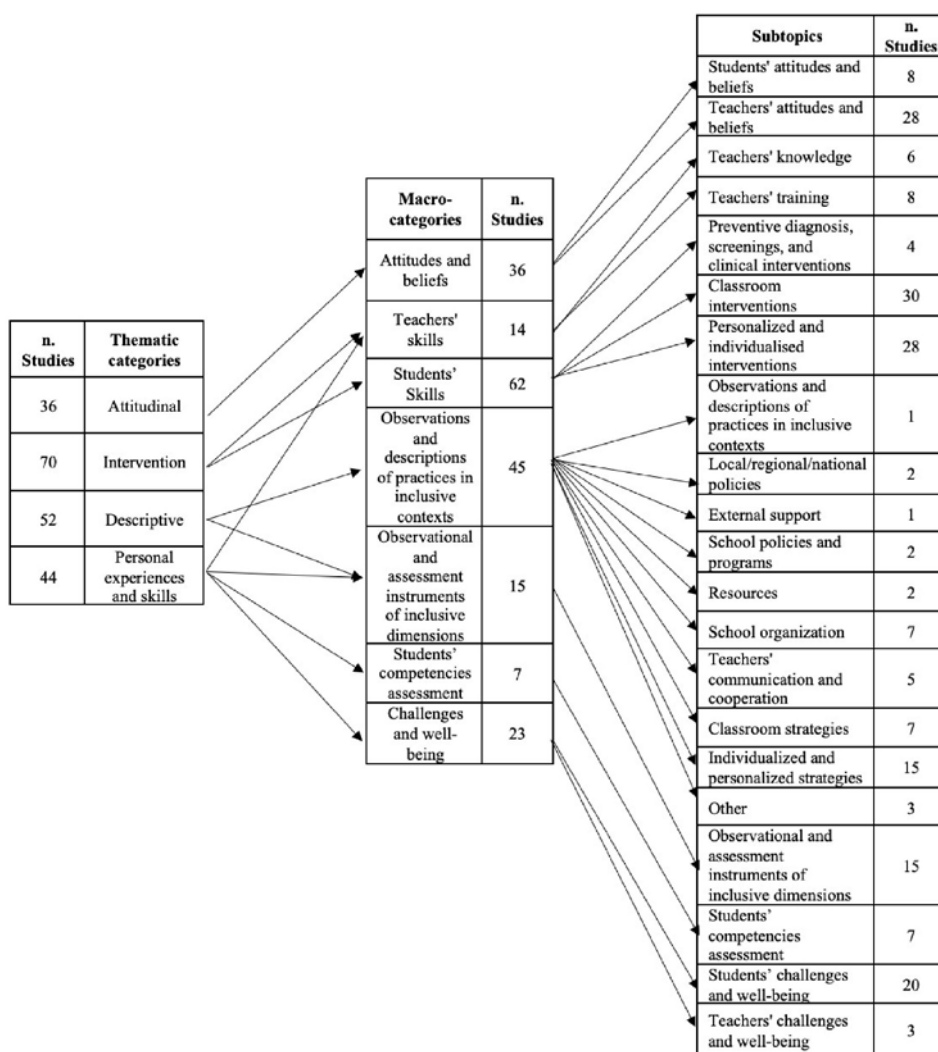 n. Studies
Thematic categories
36
Attitudinal
70
Intervention
52
Descriptive
44
Personal experiences and skills
Macro-
categories
n.
Studies
Attitudes and
beliefs
36
Teachers'
skills
14
Students’
Skills
62
Observations
and
descriptions
of practices in
inclusive
contexts
45
Observational
and
assessment
instruments
of inclusive
dimensions
15
Students’
competencies
assessment
7
Challenges
and well-
being
23
Subtopics
n.
Studies
Students' attitudes and
beliefs
8
Teachers' attitudes and
beliefs
28
Teachers' knowledge
6
Teachers' training
8
Preventive diagnosis,
screenings, and
clinical interventions
4
Classroom
interventions
30
Personalized and
individualised
interventions
28
Observations and
descriptions of
practices in inclusive
contexts
1
Local/regional/national
policies
2
External support
1
School policies and
programs
2
Resources
2
School organization
7
Teachers'
communication and
cooperation
5
Classroom strategies
7
Individualized and
personalized strategies
15
Other
3
Observational and
assessment
instruments of
inclusive dimensions
15
Students’
competencies
assessment
7
Students’ challenges
and well-being
20
Teachers' challenges
and well-being
3